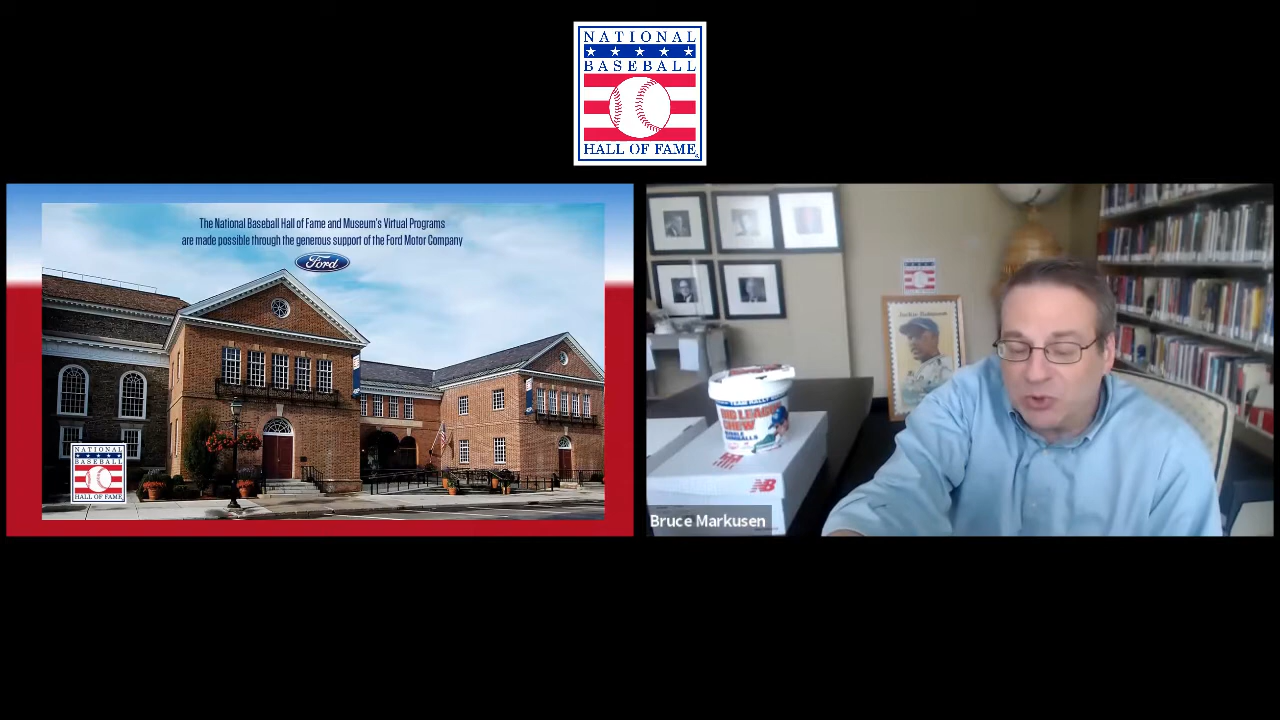 NATIONAL
BASEBALL
HALL OF FAME
The National Baseball Hall of Fame and Museum's Virtual Programs
are made possible through the generous support of the Ford Motor Company
Ford
NATIONAL
BASEBALL
HALL OF FAME
Jackie Robinson
BIG LEAGUE
CHEW
NB
Bruce Markusen